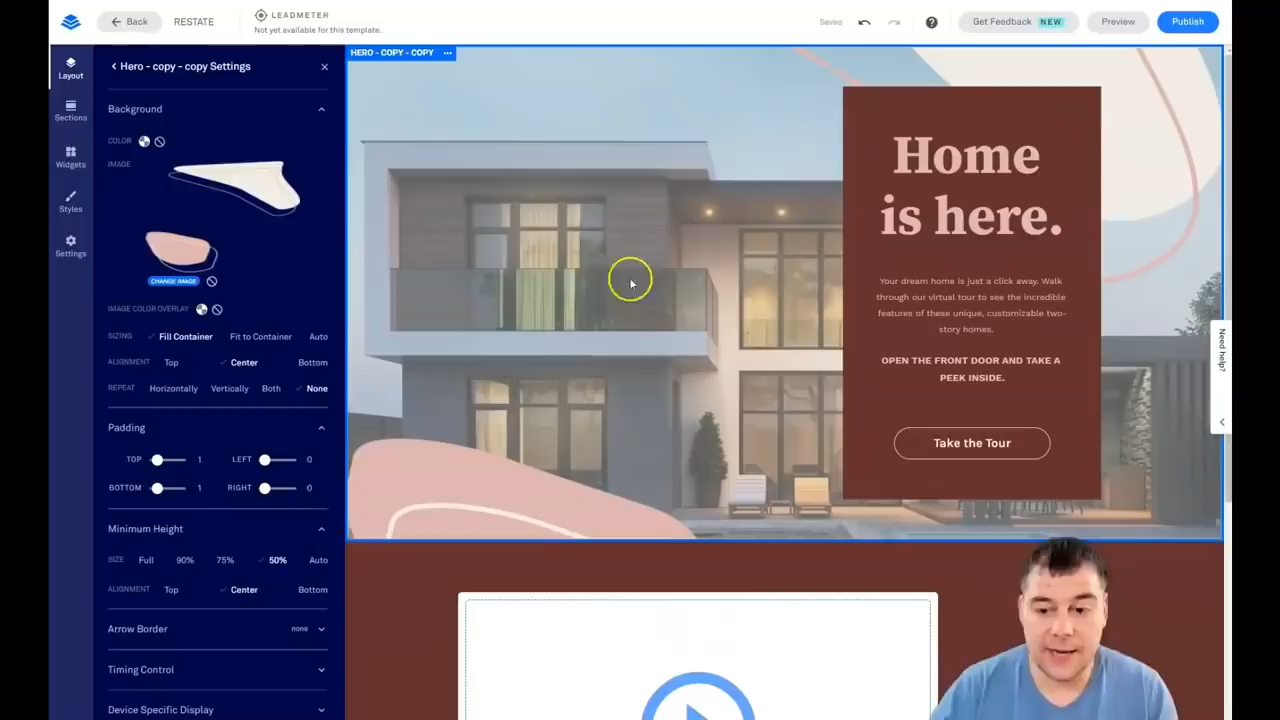 Back
RESTATE
LEADMETER
Not yet available for this template.
Saved
?
Get Feedback NEW
Preview
Publish
Layout
Sections
Widgets
Styles
Settings
Hero - copy - copy Settings
Background
COLOR
IMAGE
CHANGE IMAGE
IMAGE COLOR OVERLAY
SIZING Fill Container Fit to Container Auto
ALIGNMENT Top Center Bottom
REPEAT Horizontally Vertically Both None
Padding
TOP 1 LEFT 0
BOTTOM 1 RIGHT 0
Minimum Height
SIZE Full 90% 75% 50% Auto
ALIGNMENT Top Center Bottom
Arrow Border none
Timing Control
Device Specific Display
HERO - COPY - COPY
Home
is here.
Your dream home is just a click away. Walk
through our virtual tour to see the incredible
features of these unique, customizable two-
story homes.
OPEN THE FRONT DOOR AND TAKE A
PEEK INSIDE.
Take the Tour
Need help?